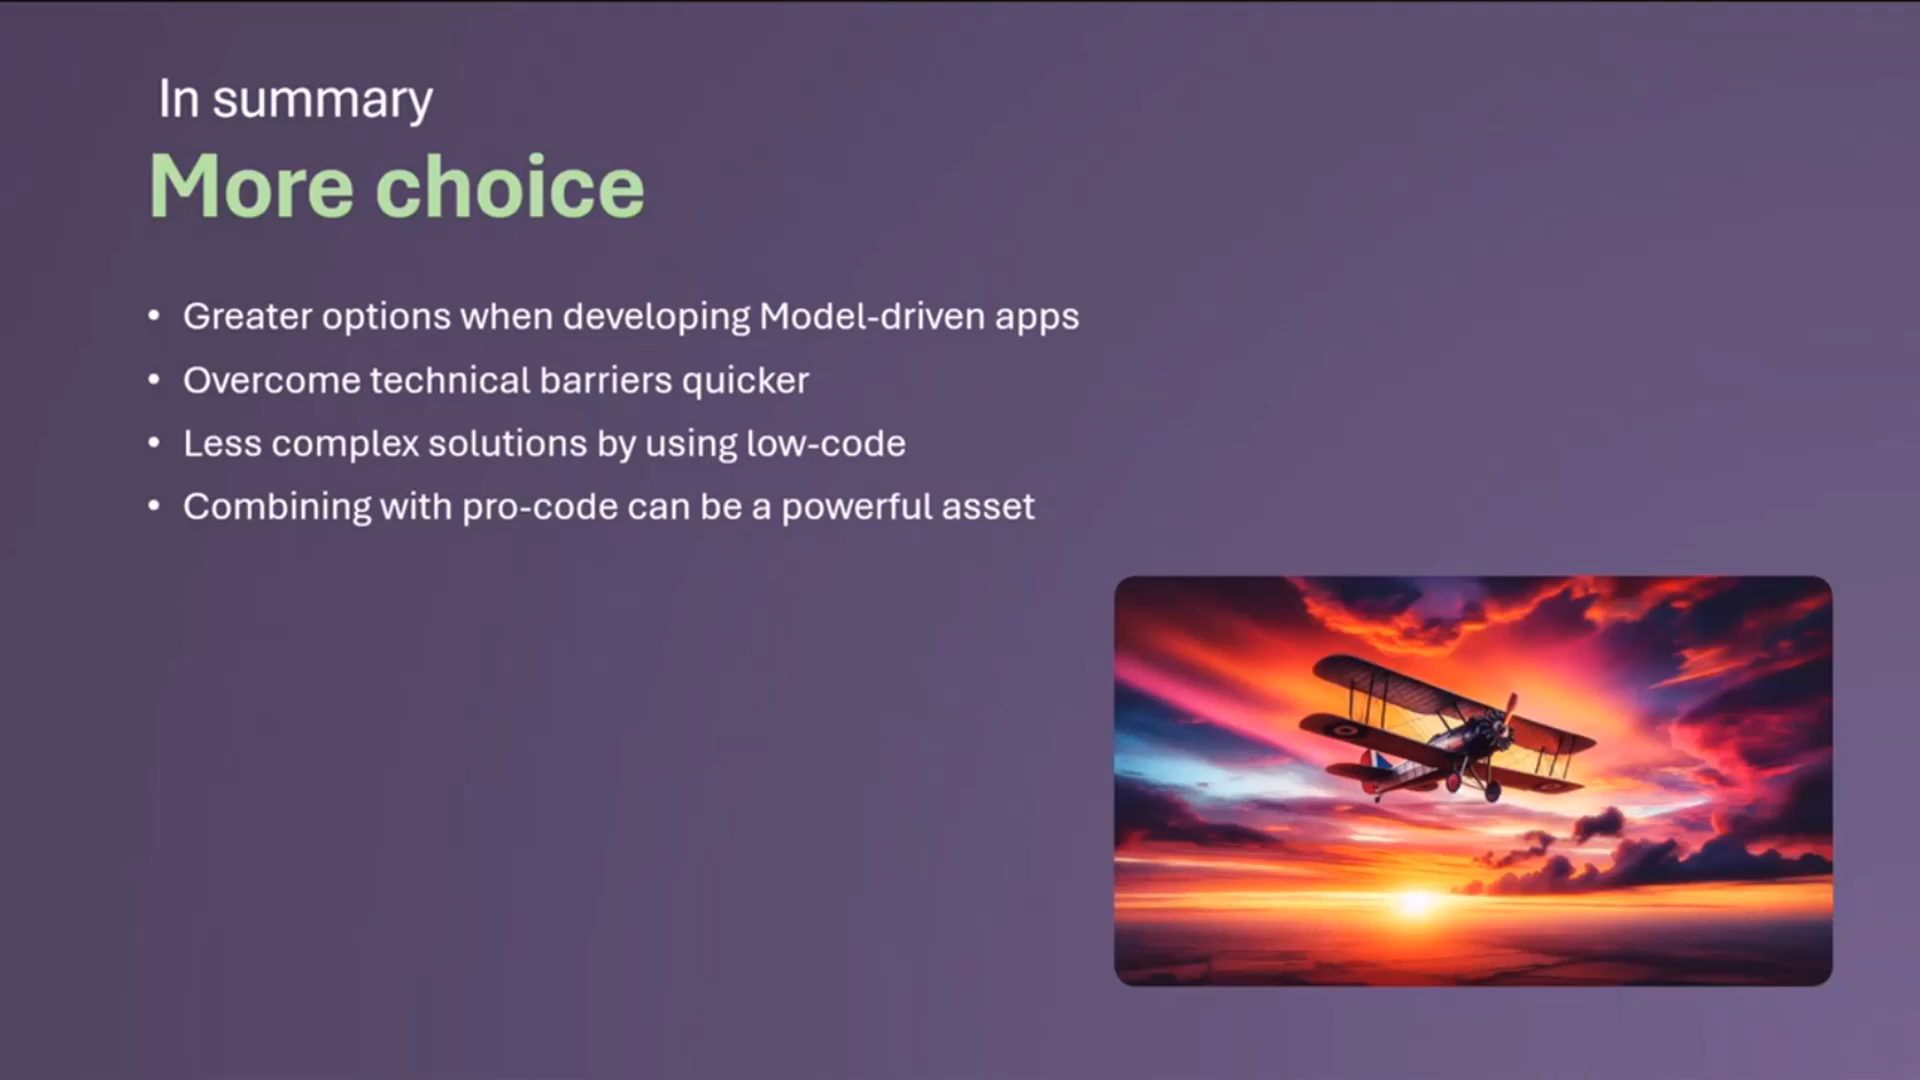 In summary
More choice
• Greater options when developing Model-driven apps
• Overcome technical barriers quicker
• Less complex solutions by using low-code
• Combining with pro-code can be a powerful asset